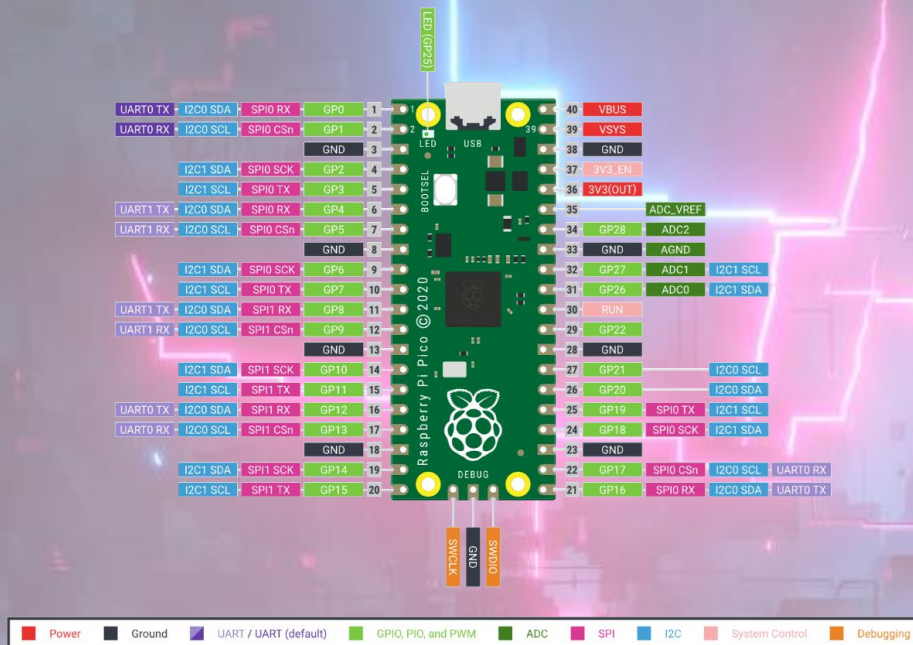 LED (GP25)
UART0 TX I2C0 SDA SPI0 RX GP0 1 1 40 VBUS
UART0 RX I2C0 SCL SPI0 CSn GP1 2 2 39 39 VSYS
GND 3 LED USB 38 GND
I2C1 SDA SPI0 SCK GP2 4 37 3V3_EN
I2C1 SCL SPI0 TX GP3 5 BOOTSEL 36 3V3(OUT)
UART1 TX I2C0 SDA SPI0 RX GP4 6 35 ADC_VREF
UART1 RX I2C0 SCL SPI0 CSn GP5 7 34 GP28 ADC2
GND 8 33 GND AGND
I2C1 SDA SPI0 SCK GP6 9 32 GP27 ADC1 I2C1 SCL
I2C1 SCL SPI0 TX GP7 10 31 GP26 ADC0 I2C1 SDA
UART1 TX I2C0 SDA SPI1 RX GP8 11 30 RUN
UART1 RX I2C0 SCL SPI1 CSn GP9 12 29 GP22
GND 13 28 GND
I2C1 SDA SPI1 SCK GP10 14 27 GP21 I2C0 SCL
I2C1 SCL SPI1 TX GP11 15 26 GP20 I2C0 SDA
UART0 TX I2C0 SDA SPI1 RX GP12 16 25 GP19 SPI0 TX I2C1 SCL
UART0 RX I2C0 SCL SPI1 CSn GP13 17 24 GP18 SPI0 SCK I2C1 SDA
GND 18 23 GND
I2C1 SDA SPI1 SCK GP14 19 22 GP17 SPI0 CSn I2C0 SCL UART0 RX
I2C1 SCL SPI1 TX GP15 20 21 GP16 SPI0 RX I2C0 SDA UART0 TX
Raspberry Pi Pico © 2020
DEBUG
SWCLK GND SWDIO
Power Ground UART / UART (default) GPIO, PIO, and PWM ADC SPI I2C System Control Debugging